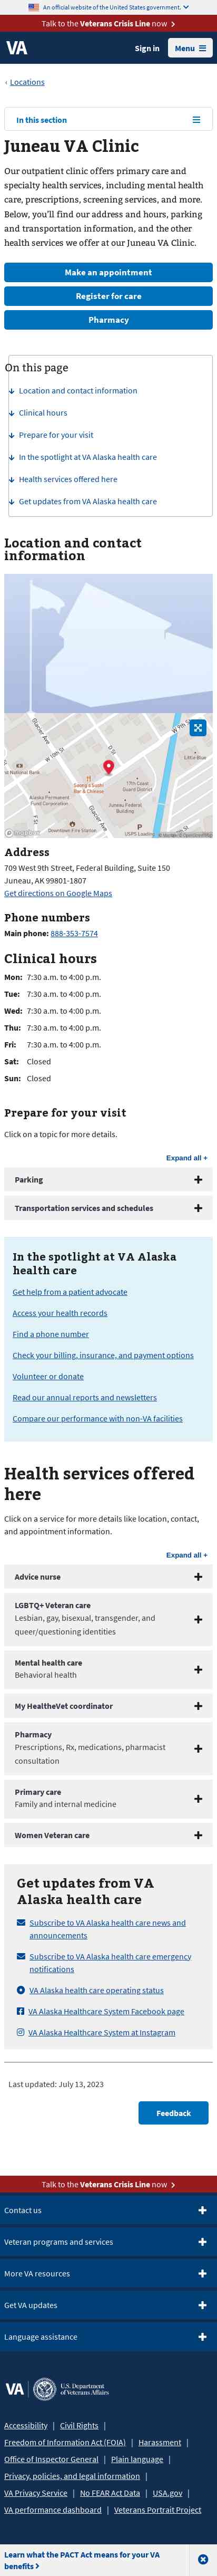 An official website of the United States government.
Talk to the Veterans Crisis Line now
VA
Sign in
Menu
Locations
In this section
Juneau VA Clinic
Our outpatient clinic offers primary care and
specialty health services, including mental health
care, prescriptions, screening services, and more.
Below, you'll find our address and hours, parking
and transportation information, and the other
health services we offer at our Juneau VA Clinic.
Make an appointment
Register for care
Pharmacy
On this page
Location and contact information
Clinical hours
Prepare for your visit
In the spotlight at VA Alaska health care
Health services offered here
Get updates from VA Alaska health care
Location and contact
information
Glacier Ave
W 10th St
W 9th St
D St
Little Blue
at National Bank
Seong's Sushi
Bar & Chinese
17th Coast
Guard District
Alaska Permanent
Fund Corporation
Juneau Federal
Building
Glacier Ave
Downtown Fire Station
USPS Loading
mapbox
Address
709 West 9th Street, Federal Building, Suite 150
Juneau, AK 99801-1807
Get directions on Google Maps
Phone numbers
Main phone: 888-353-7574
Clinical hours
Mon: 7:30 a.m. to 4:00 p.m.
Tue: 7:30 a.m. to 4:00 p.m.
Wed: 7:30 a.m. to 4:00 p.m.
Thu: 7:30 a.m. to 4:00 p.m.
Fri: 7:30 a.m. to 4:00 p.m.
Sat: Closed
Sun: Closed
Prepare for your visit
Click on a topic for more details.
Expand all +
Parking
Transportation services and schedules
In the spotlight at VA Alaska
health care
Get help from a patient advocate
Access your health records
Find a phone number
Check your billing, insurance, and payment options
Volunteer or donate
Read our annual reports and newsletters
Compare our performance with non-VA facilities
Health services offered
here
Click on a service for more details like location, contact,
and appointment information.
Expand all +
Advice nurse
LGBTQ+ Veteran care
Lesbian, gay, bisexual, transgender, and
queer/questioning identities
Mental health care
Behavioral health
My HealtheVet coordinator
Pharmacy
Prescriptions, Rx, medications, pharmacist
consultation
Primary care
Family and internal medicine
Women Veteran care
Get updates from VA
Alaska health care
Subscribe to VA Alaska health care news and
announcements
Subscribe to VA Alaska health care emergency
notifications
VA Alaska health care operating status
VA Alaska Healthcare System Facebook page
VA Alaska Healthcare System at Instagram
Last updated: July 13, 2023
Feedback
Talk to the Veterans Crisis Line now
Contact us
Veteran programs and services
More VA resources
Get VA updates
Language assistance
VA
U.S. Department
of Veterans Affairs
Accessibility | Civil Rights |
Freedom of Information Act (FOIA) | Harassment |
Office of Inspector General | Plain language |
Privacy, policies, and legal information |
VA Privacy Service | No FEAR Act Data | USA.gov |
VA performance dashboard | Veterans Portrait Project
Learn what the PACT Act means for your VA
benefits